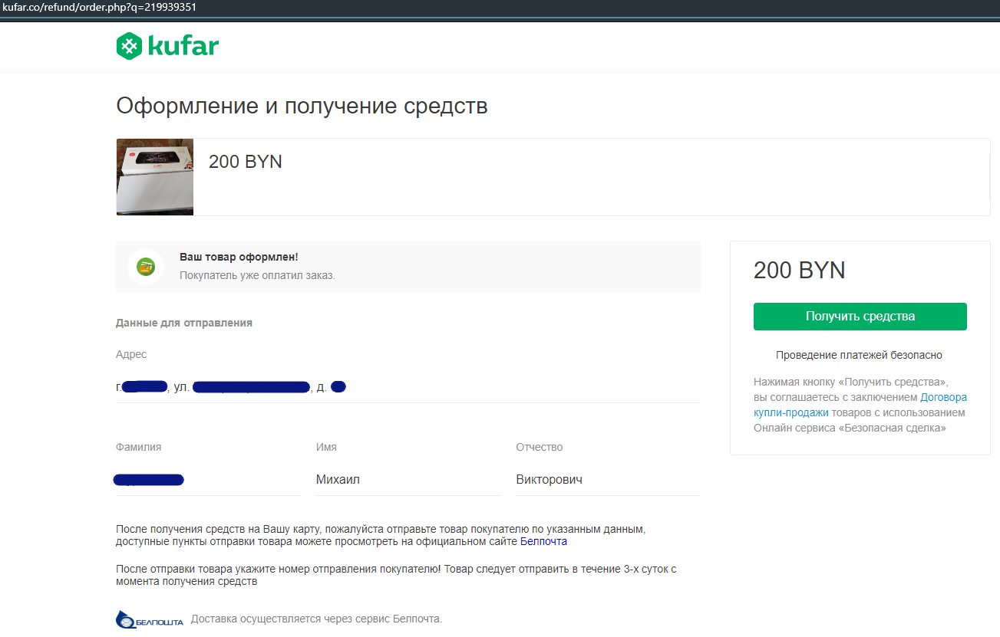 kufar.co/refund/order.php?q=219939351
kufar
Оформление и получение средств
200 BYN
Ваш товар оформлен!
Покупатель уже оплатил заказ.
200 BYN
Получить средства
Проведение платежей безопасно
Нажимая кнопку «Получить средства»,
вы соглашаетесь с заключением Договора
купли-продажи товаров с использованием
Онлайн сервиса «Безопасная сделка»
Данные для отправления
Адрес
г. , ул. , д.
Фамилия Имя Отчество
Михаил Викторович
После получения средств на Вашу карту, пожалуйста отправьте товар покупателю по указанным данным,
доступные пункты отправки товара можете просмотреть на официальном сайте Белпочта
После отправки товара укажите номер отправления покупателю! Товар следует отправить в течение 3-х суток с
момента получения средств
БЕЛПОШТА Доставка осуществляется через сервис Белпочта.